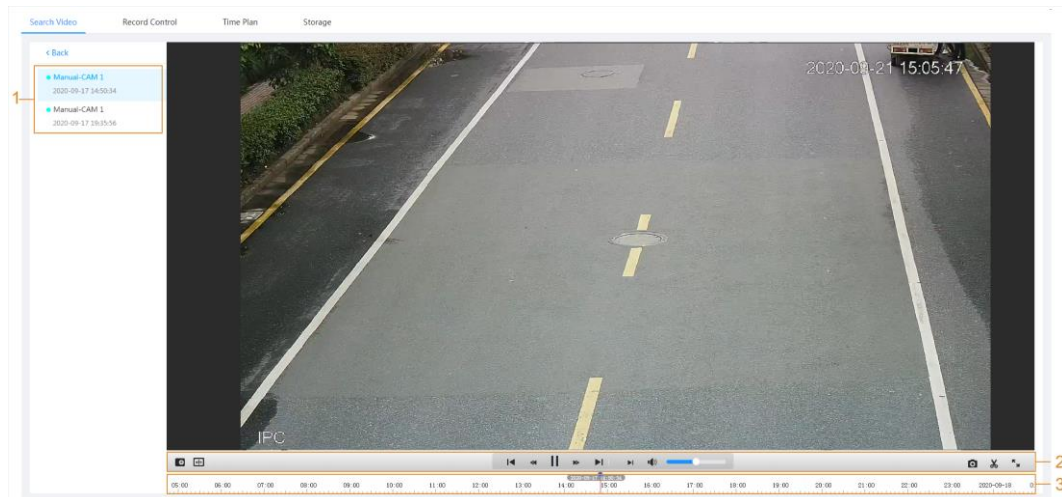 Search Video Record Control Time Plan Storage
< Back
Manual-CAM 1
2020-09-17 14:50:34
Manual-CAM 1
2020-09-17 19:35:56
1
2020-09-21 15:05:47
IPC
2
05:00 06:00 07:00 08:00 09:00 10:00 11:00 12:00 13:00 14:00 15:00 16:00 17:00 18:00 19:00 20:00 21:00 22:00 23:00 2020-09-18
3